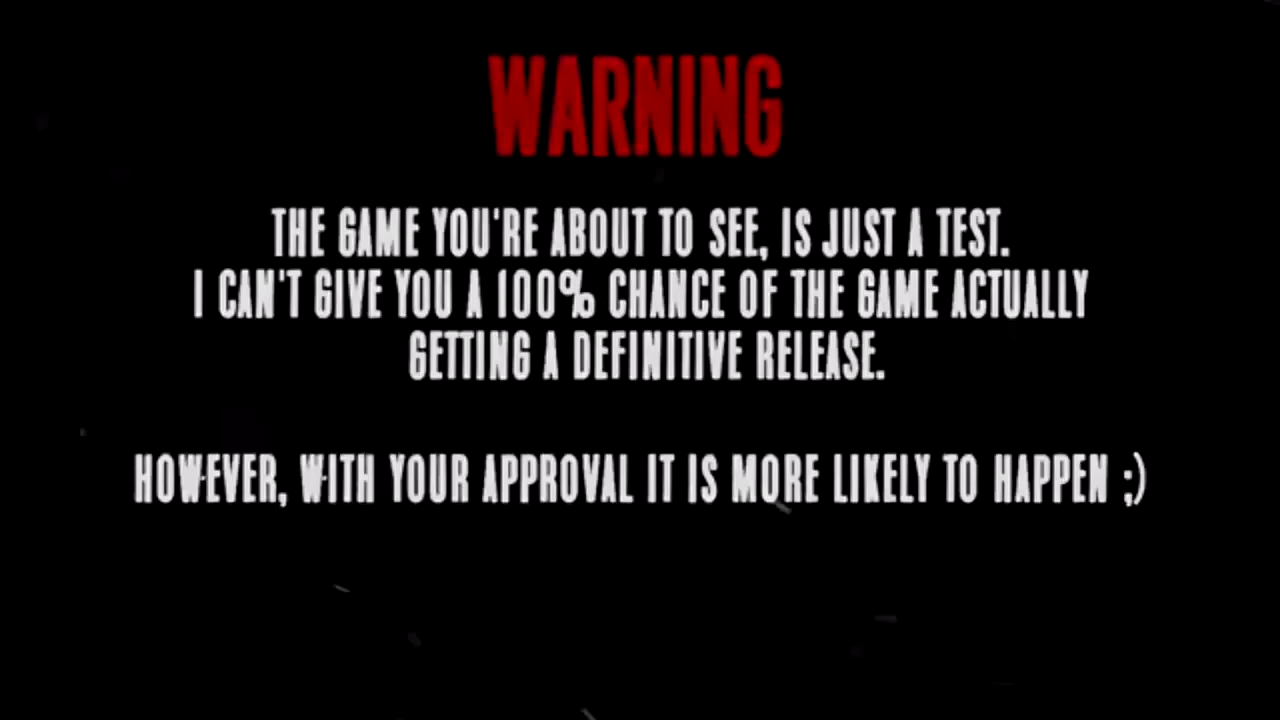 WARNING
THE GAME YOU'RE ABOUT TO SEE, IS JUST A TEST.
I CAN'T GIVE YOU A 100% CHANCE OF THE GAME ACTUALLY
GETTING A DEFINITIVE RELEASE.
HOWEVER, WITH YOUR APPROVAL IT IS MORE LIKELY TO HAPPEN ;)